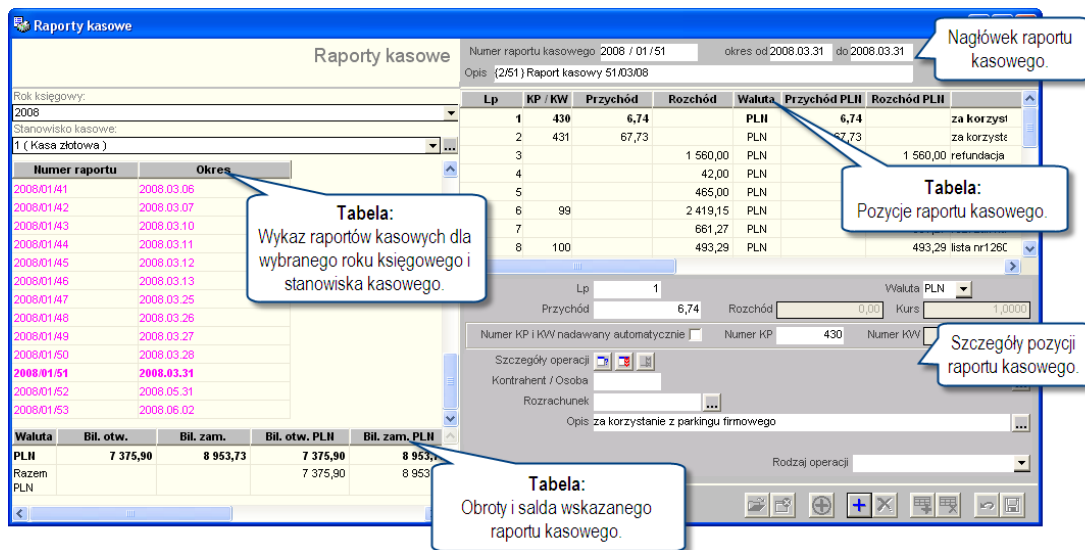 Raporty kasowe
Raporty kasowe
Numer raportu kasowego 2008 / 01/51 okres od 2008.03.31 do 2008.03.31
Opis (2/51) Raport kasowy 51/03/08
Nagłówek raportu
kasowego.
Rok księgowy:
2008
Stanowisko kasowe:
1 ( Kasa złotowa )
...
Numer raportu Okres
2008/01/41 2008.03.06
2008/01/42 2008.03.07
2008/01/43 2008.03.10
2008/01/44 2008.03.11
2008/01/45 2008.03.12
2008/01/46 2008.03.13
2008/01/47 2008.03.25
2008/01/48 2008.03.26
2008/01/49 2008.03.27
2008/01/50 2008.03.28
2008/01/51 2008.03.31
2008/01/52 2008.05.31
2008/01/53 2008.06.02
Tabela:
Wykaz raportów kasowych dla
wybranego roku księgowego i
stanowiska kasowego.
Waluta Bil. otw. Bil. zam. Bil. otw. PLN Bil. zam. PLN
PLN 7 375,90 8 953,73 7 375,90 8 953,7
Razem 7 375,90 8 953
PLN
Tabela:
Obroty i salda wskazanego
raportu kasowego.
Lp KP / KW Przychód Rozchód Waluta Przychód PLN Rozchód PLN
1 430 6,74 PLN 6,74 za korzyst
2 431 67,73 PLN 67,73 za korzysta
3 1 560,00 PLN 1 560,00 refundacja
4 42,00 PLN
5 465,00 PLN
6 99 2 419,15 PLN
7 661,27 PLN
8 100 493,29 PLN 493,29 lista nr1260
Tabela:
Pozycje raportu kasowego.
Lp 1 Waluta PLN
Przychód 6,74 Rozchód 0,00 Kurs 1,0000
Numer KP i KW nadawany automatycznie Numer KP 430 Numer KW
Szczegóły operacji
Kontrahent / Osoba
Rozrachunek ...
Opis za korzystanie z parkingu firmowego ...
Rodzaj operacji
Szczegóły pozycji
raportu kasowego.